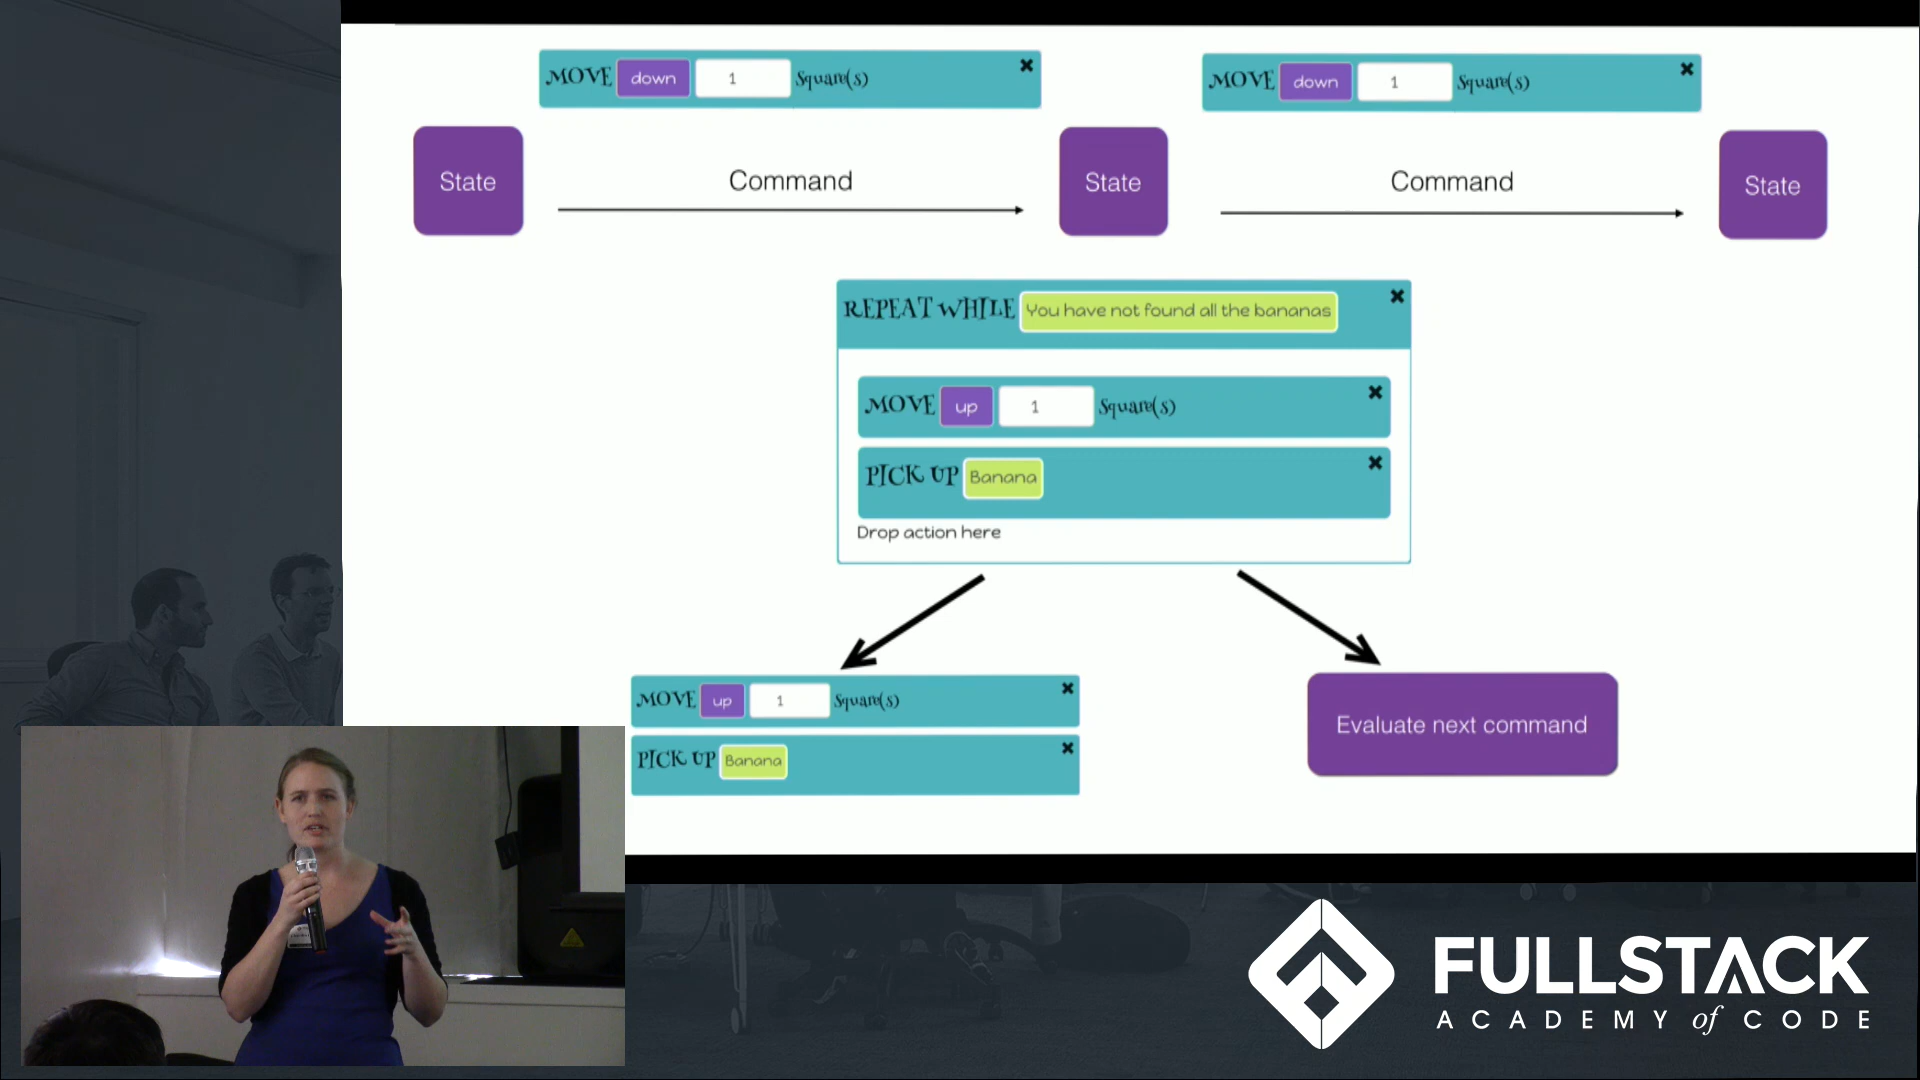 MOVE down 1 Square(s)
MOVE down 1 Square(s)
State
Command
State
Command
State
REPEAT WHILE You have not found all the bananas
MOVE up 1 Square(s)
PICK UP Banana
Drop action here
MOVE up 1 Square(s)
PICK UP Banana
Evaluate next command
FULLSTACK
ACADEMY of CODE